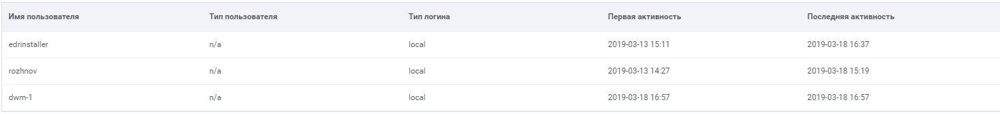 Имя пользователя Тип пользователя Тип логина Первая активность Последняя активность
edrinstaller n/a local 2019-03-13 15:11 2019-03-18 16:37
rozhnov n/a local 2019-03-13 14:27 2019-03-18 15:19
dwm-1 n/a local 2019-03-18 16:57 2019-03-18 16:57